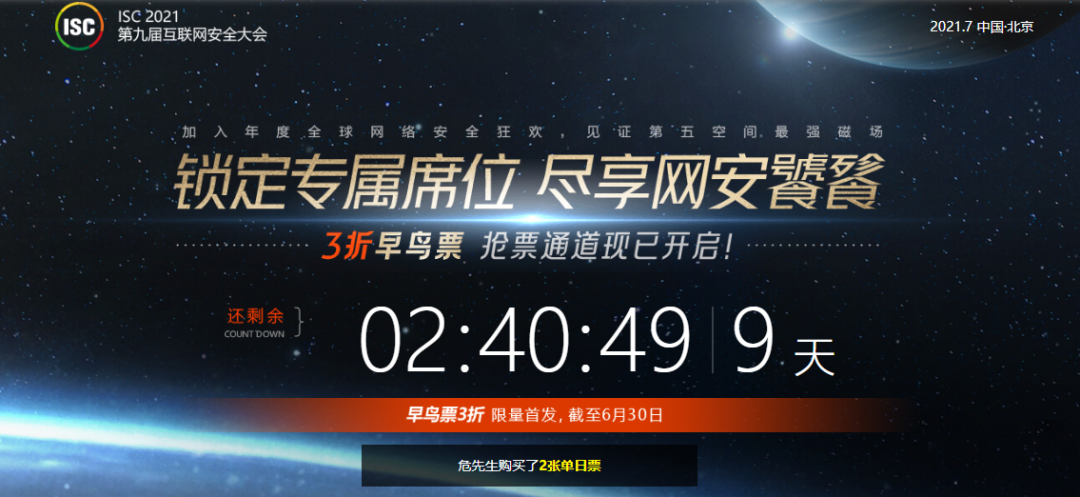 ISC
ISC 2021
第九届互联网安全大会
2021.7 中国·北京
加入年度全球网络安全狂欢，见证第五空间最强磁场
锁定专属席位 尽享网安饕餮
3折早鸟票 抢票通道现已开启！
还剩余
COUNT DOWN
02:40:49 9 天
早鸟票3折 限量首发, 截至6月30日
危先生购买了2张单日票